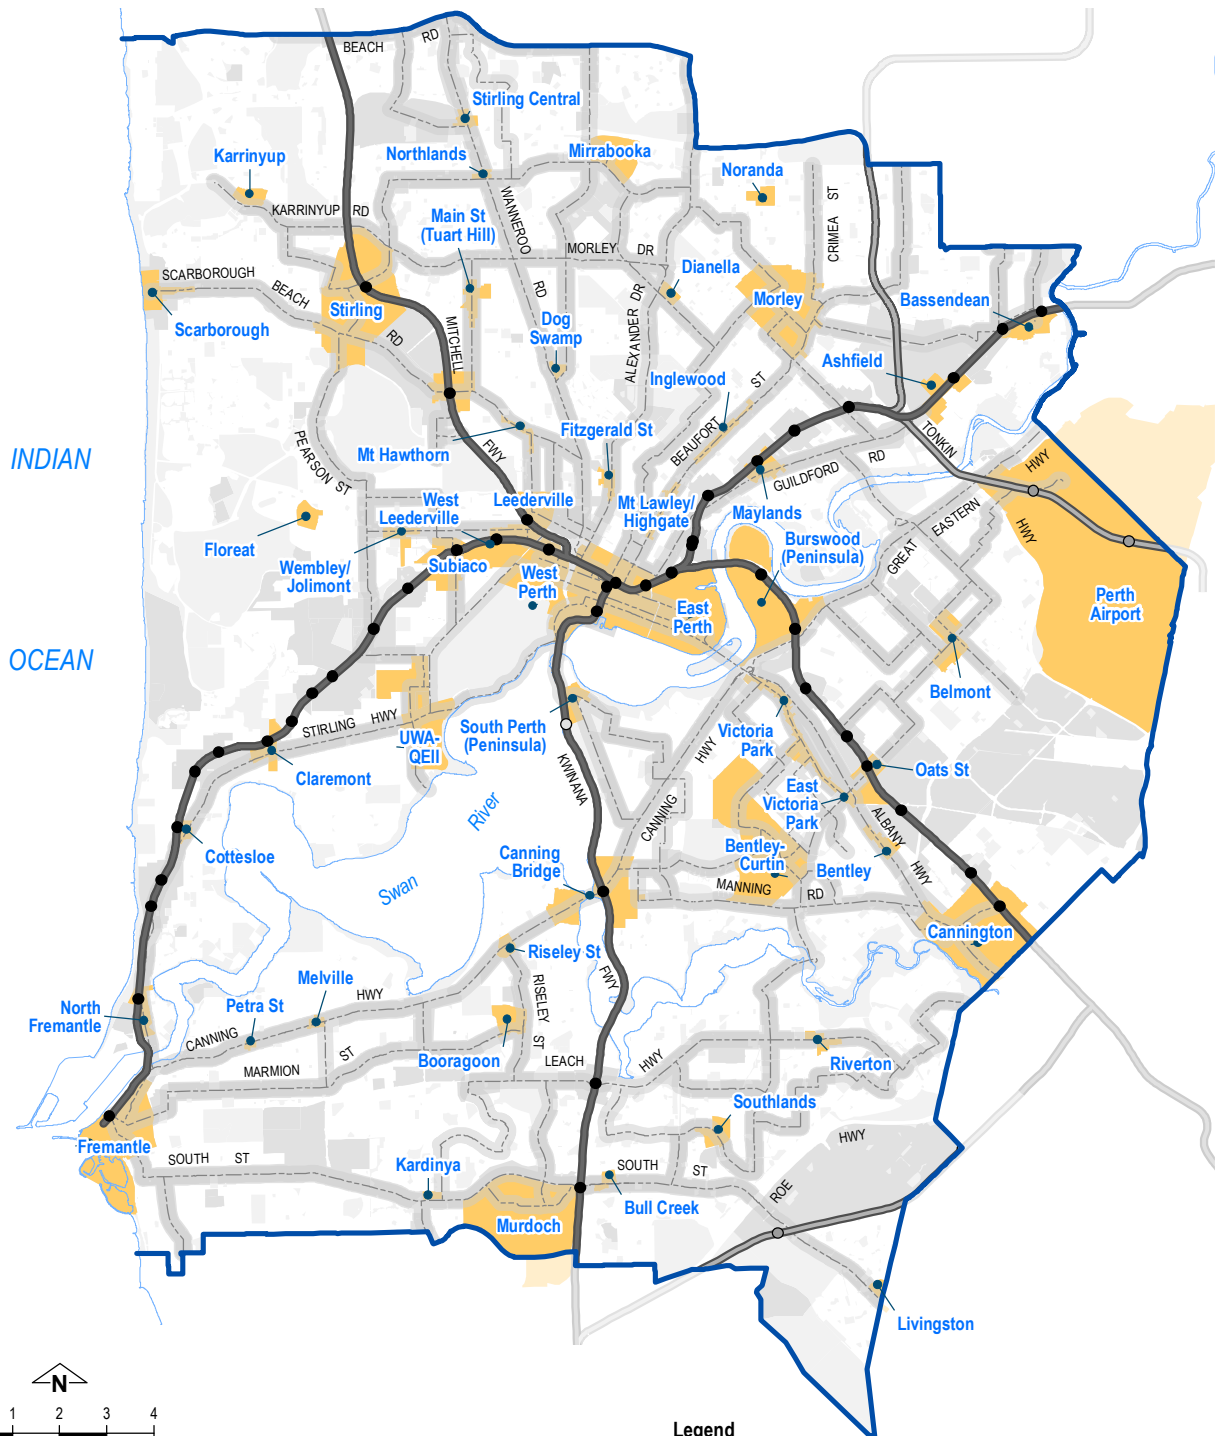 BEACH
RD
Stirling Central
Karrinyup
Northlands
Mirrabooka
Noranda
KARRINYUP RD
Main St
(Tuart Hill)
WANNEROO
RD
CRIMEA ST
MORLEY DR
SCARBOROUGH
BEACH
RD
Dianella
Morley
Bassendean
Scarborough
Stirling
MITCHELL
FWY
Dog
Swamp
ALEXANDER DR
Ashfield
Inglewood
BEAUFORT
ST
INDIAN
PEARSON ST
Mt Hawthorn
Fitzgerald St
TONKIN
HWY
GUILDFORD RD
West
Leederville
Leederville
Mt Lawley/
Highgate
Maylands
GREAT EASTERN
HWY
Floreat
Wembley/
Jolimont
Subiaco
Burswood
(Peninsula)
West
Perth
East
Perth
Perth
Airport
OCEAN
Belmont
STIRLING HWY
UWA-
QEII
South Perth
(Peninsula)
Victoria
Park
HWY
CANNING
Claremont
KWINANA
FWY
Oats St
East
Victoria
Park
ALBANY
HWY
River
Swan
Cottesloe
Canning
Bridge
Bentley-
Curtin
Bentley
MANNING
RD
Cannington
Riseley St
Melville
Petra St
HWY
CANNING
RISELEY
ST
North
Fremantle
Booragoon
LEACH
HWY
Riverton
MARMION
ST
Southlands
HWY
Fremantle
SOUTH ST
Kardinya
SOUTH
ST
ROE
Bull Creek
Murdoch
Livingston
N
1 2 3 4
Legend